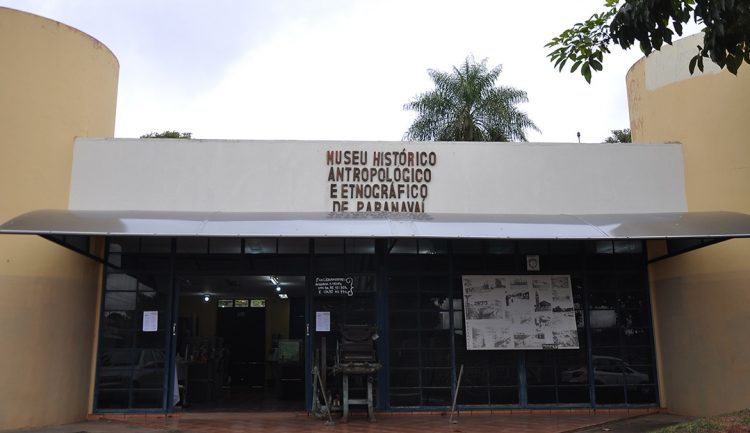 MUSEU HISTÓRICO
ANTROPOLÓGICO
E ETNOGRÁFICO
DE PARANAVAÍ